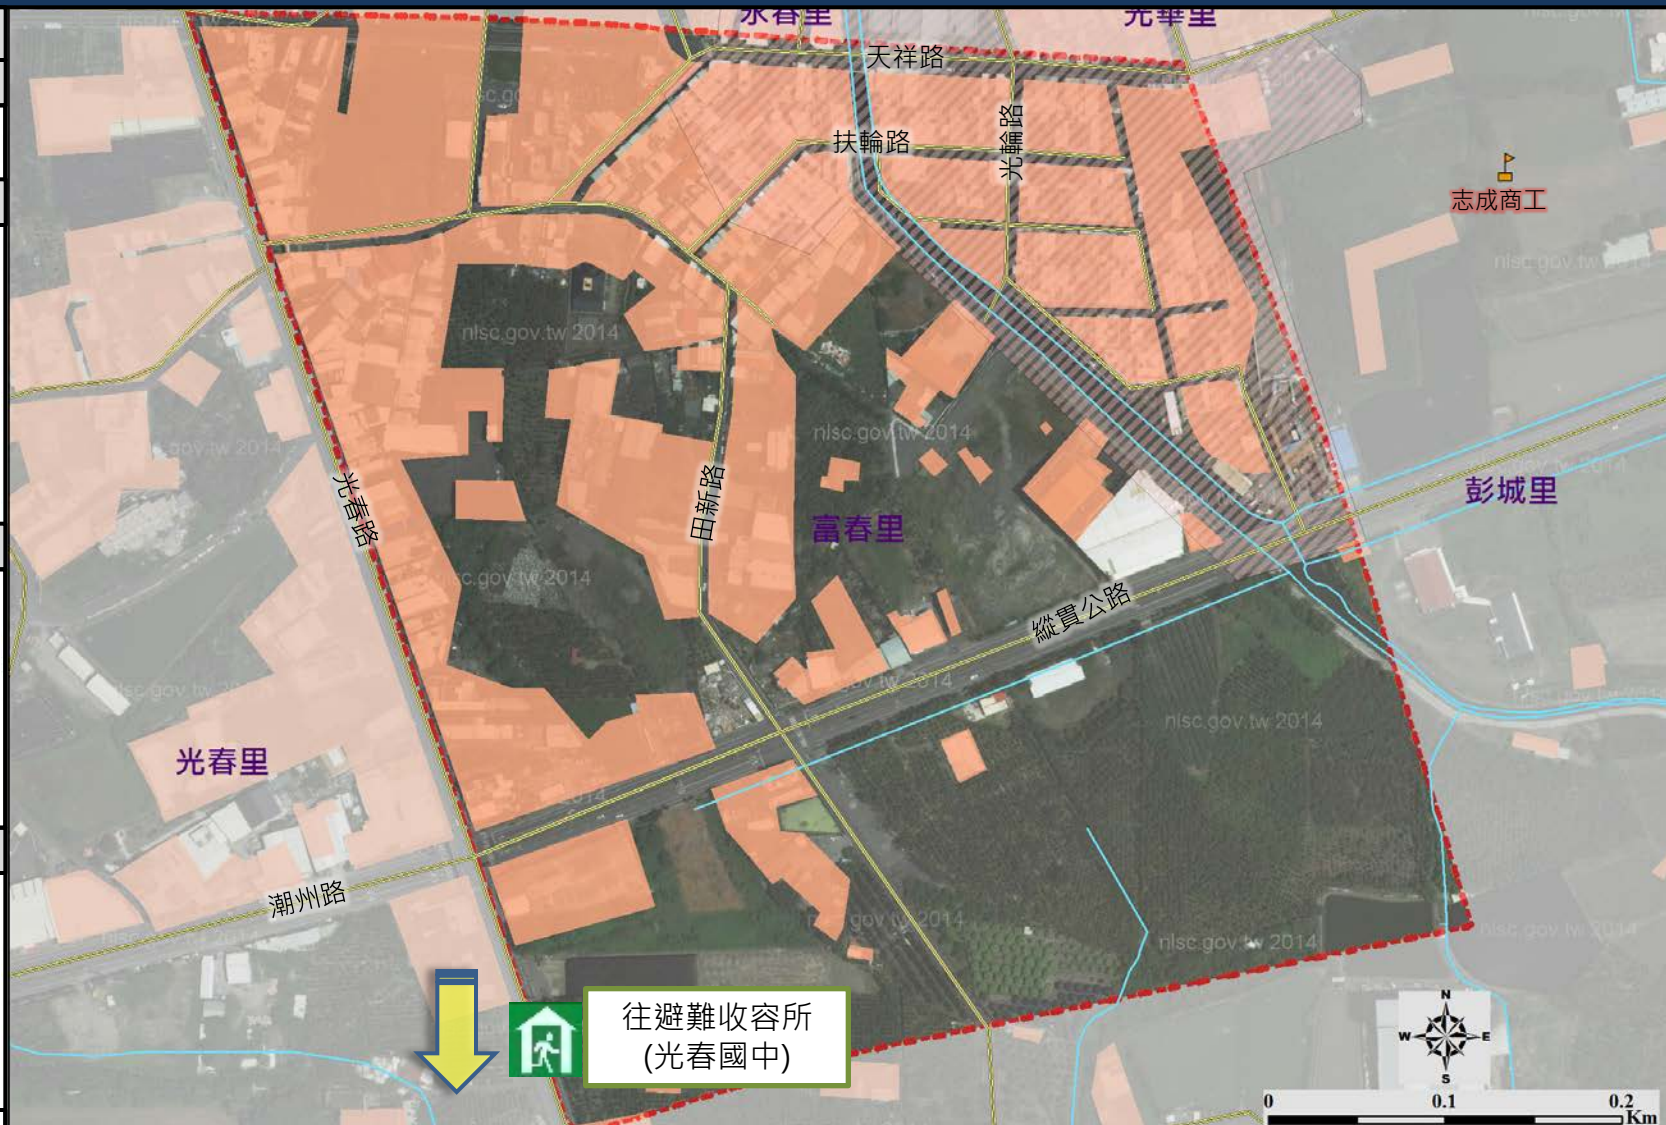 永春里
光華里
天祥路
扶輪路
光輪路
志成商工
nlsc.gov.tw 2014
nlsc.gov.tw 2014
nlsc.gov.tw 2014
光春路
田新路
富春里
彭城里
縱貫公路
nlsc.gov.tw 2014
光春里
潮州路
nlsc.gov.tw 2014
往避難收容所
(光春國中)
N
W E
S
0 0.1 0.2
Km